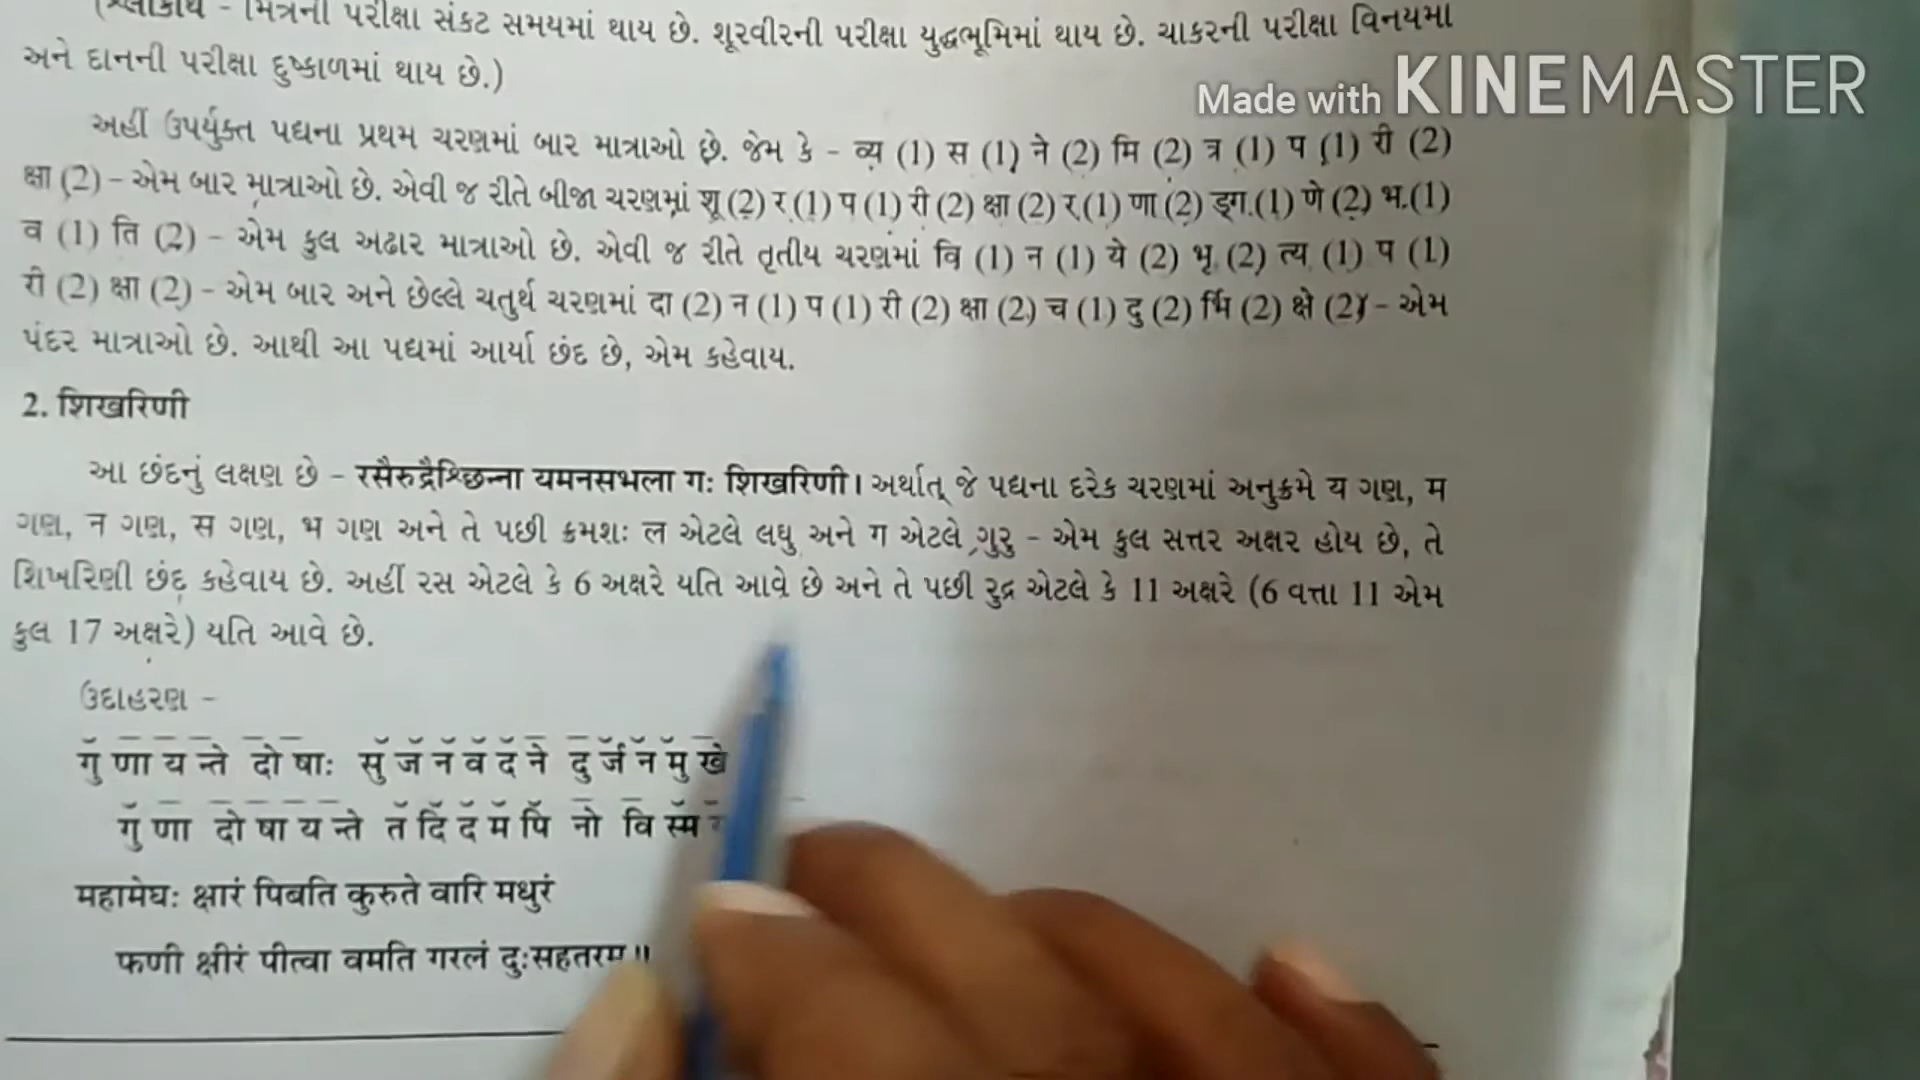 (શ્લોકાર્થ - મિત્રની પરીક્ષા સંકટ સમયમાં થાય છે. શૂરવીરની પરીક્ષા યુદ્ધભૂમિમાં થાય છે. ચાકરની પરીક્ષા વિનયમાં
અને દાનની પરીક્ષા દુષ્કાળમાં થાય છે.)
Made with KINEMASTER
અહીં ઉપર્યુક્ત પદ્યના પ્રથમ ચરણમાં બાર માત્રાઓ છે. જેમ કે - व्य (1) स (1) ने (2) मि (2) त्र (1) प (1) री (2)
क्षा (2) - એમ બાર માત્રાઓ છે. એવી જ રીતે બીજા ચરણમાં शू (2) र (1) प (1) री (2) क्षा (2) र (1) णा (2) ङ्ग (1) णे (2) भ (1)
व (1) ति (2) - એમ કુલ અઢાર માત્રાઓ છે. એવી જ રીતે તૃતીય ચરણમાં वि (1) न (1) ये (2) भृ (2) त्य (1) प (1)
री (2) क्षा (2) - એમ બાર અને છેલ્લે ચતુર્થ ચરણમાં दा (2) न (1) प (1) री (2) क्षा (2) च (1) दु (2) र्भि (2) क्षे (2) - એમ
પંદર માત્રાઓ છે. આથી આ પદ્યમાં આર્યા છંદ છે, એમ કહેવાય.
2. शिखरिणी
આ છંદનું લક્ષણ છે - रसैरुद्रैश्छिन्ना यमनसभला गः शिखरिणी। અર્થાત્ જે પદ્યના દરેક ચરણમાં અનુક્રમે ય ગણ, મ
ગણ, ન ગણ, સ ગણ, ભ ગણ અને તે પછી ક્રમશઃ લ એટલે લઘુ અને ગ એટલે ગુરુ - એમ કુલ સત્તર અક્ષર હોય છે, તે
શિખરિણી છંદ કહેવાય છે. અહીં રસ એટલે કે 6 અક્ષરે યતિ આવે છે અને તે પછી રુદ્ર એટલે કે 11 અક્ષરે (6 વત્તા 11 એમ
કુલ 17 અક્ષરે) યતિ આવે છે.
ઉદાહરણ -
गु णा य न्ते दो षाः सु ज न व द ने दु र्ज न मु खे
गु णा दो षा य न्ते त दि द म पि नो वि स्म
महामेघः क्षारं पिबति कुरुते वारि मधुरं
फणी क्षीरं पीत्वा वमति गरलं दुःसहतरम् ॥